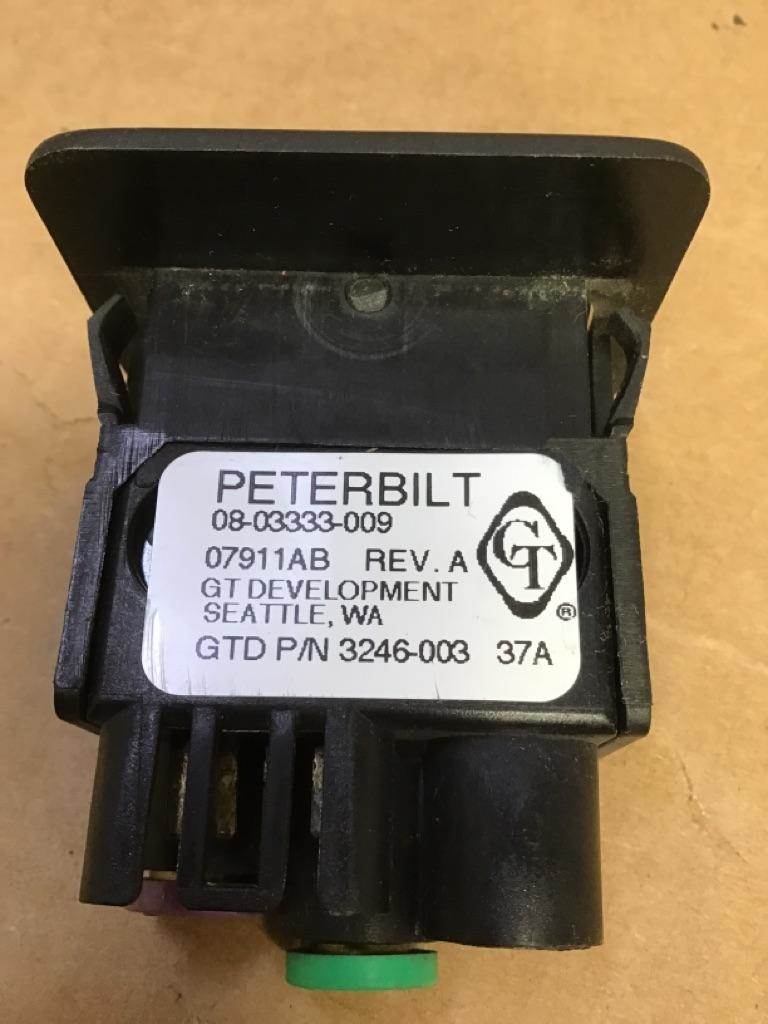 PETERBILT
08-03333-009
07911AB REV. A
GT
GT DEVELOPMENT
SEATTLE, WA
®
GTD P/N 3246-003 37A